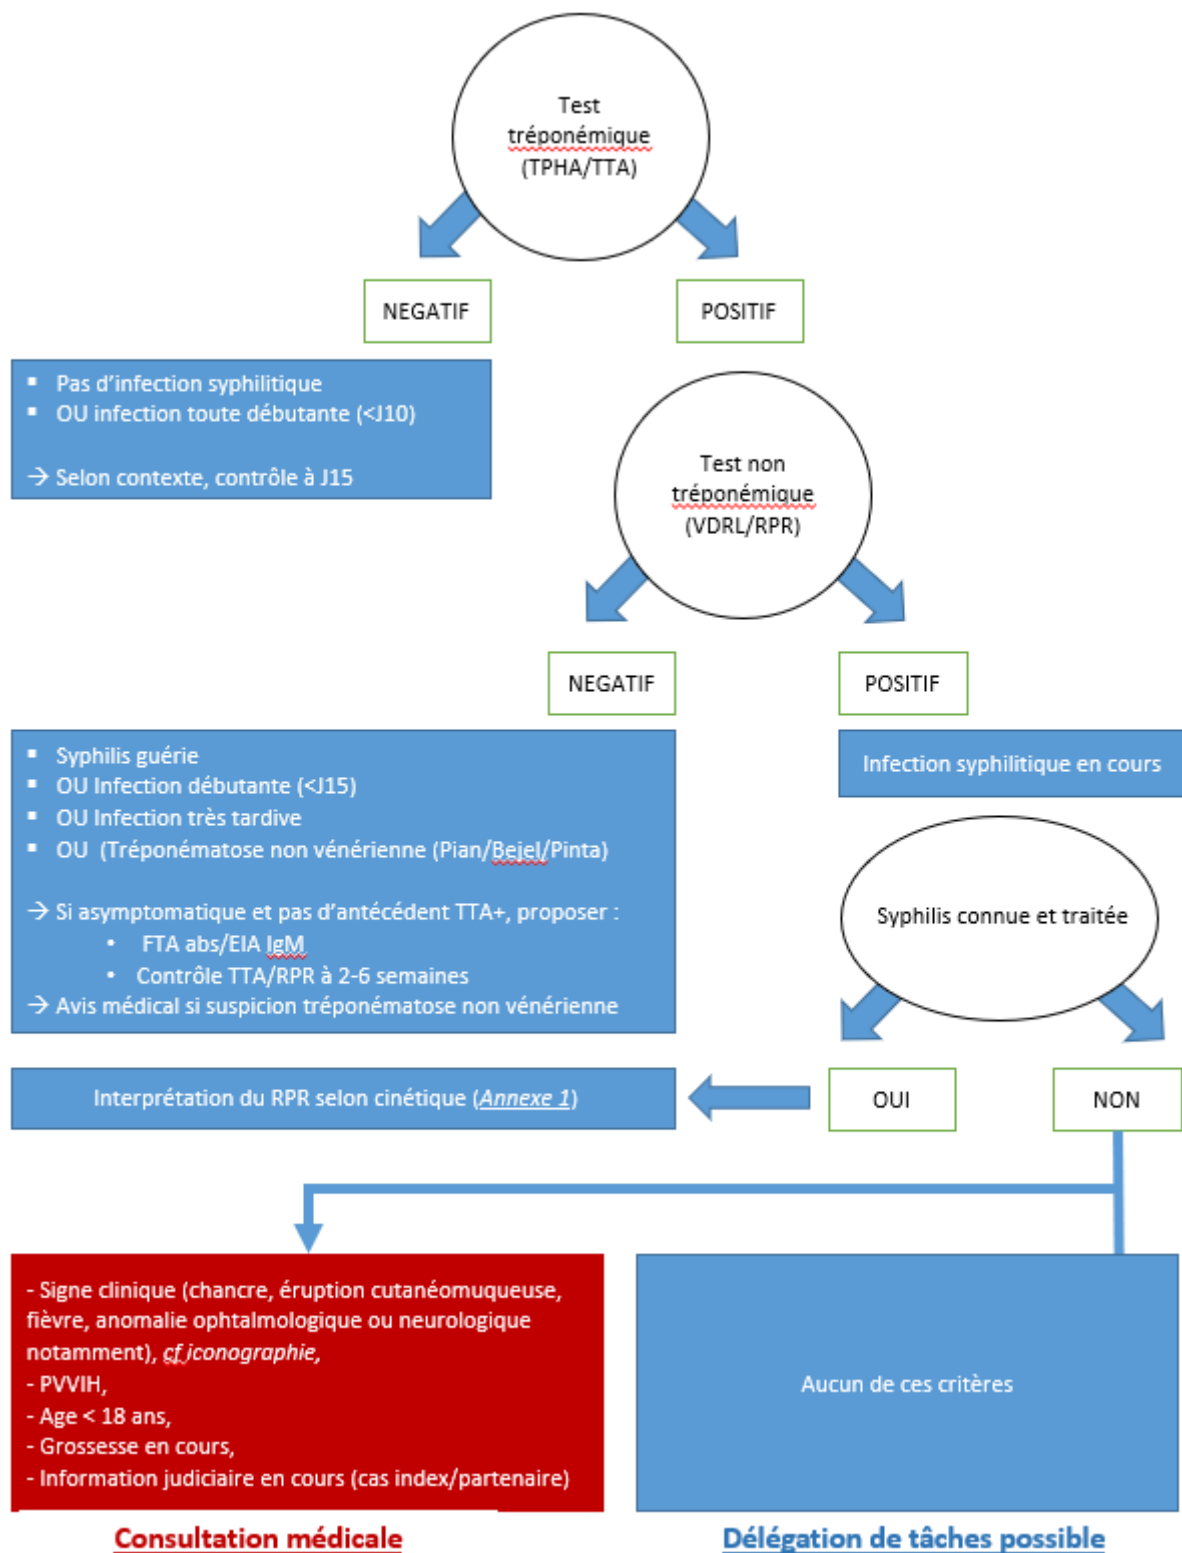 Test
tréponémique
(TPHA/TTA)
NEGATIF
POSITIF
▪ Pas d'infection syphilitique
▪ OU infection toute débutante (<J10)
→ Selon contexte, contrôle à J15
Test non
tréponémique
(VDRL/RPR)
NEGATIF
POSITIF
▪ Syphilis guérie
▪ OU Infection débutante (<J15)
▪ OU Infection très tardive
▪ OU (Tréponématose non vénérienne (Pian/Bejel/Pinta)
→ Si asymptomatique et pas d'antécédent TTA+, proposer :
• FTA abs/EIA IgM
• Contrôle TTA/RPR à 2-6 semaines
→ Avis médical si suspicion tréponématose non vénérienne
Infection syphilitique en cours
Syphilis connue et traitée
Interprétation du RPR selon cinétique (Annexe 1)
OUI
NON
- Signe clinique (chancre, éruption cutanéomuqueuse,
fièvre, anomalie ophtalmologique ou neurologique
notamment), cf iconographie,
- PVVIH,
- Age < 18 ans,
- Grossesse en cours,
- Information judiciaire en cours (cas index/partenaire)
Aucun de ces critères
Consultation médicale
Délégation de tâches possible